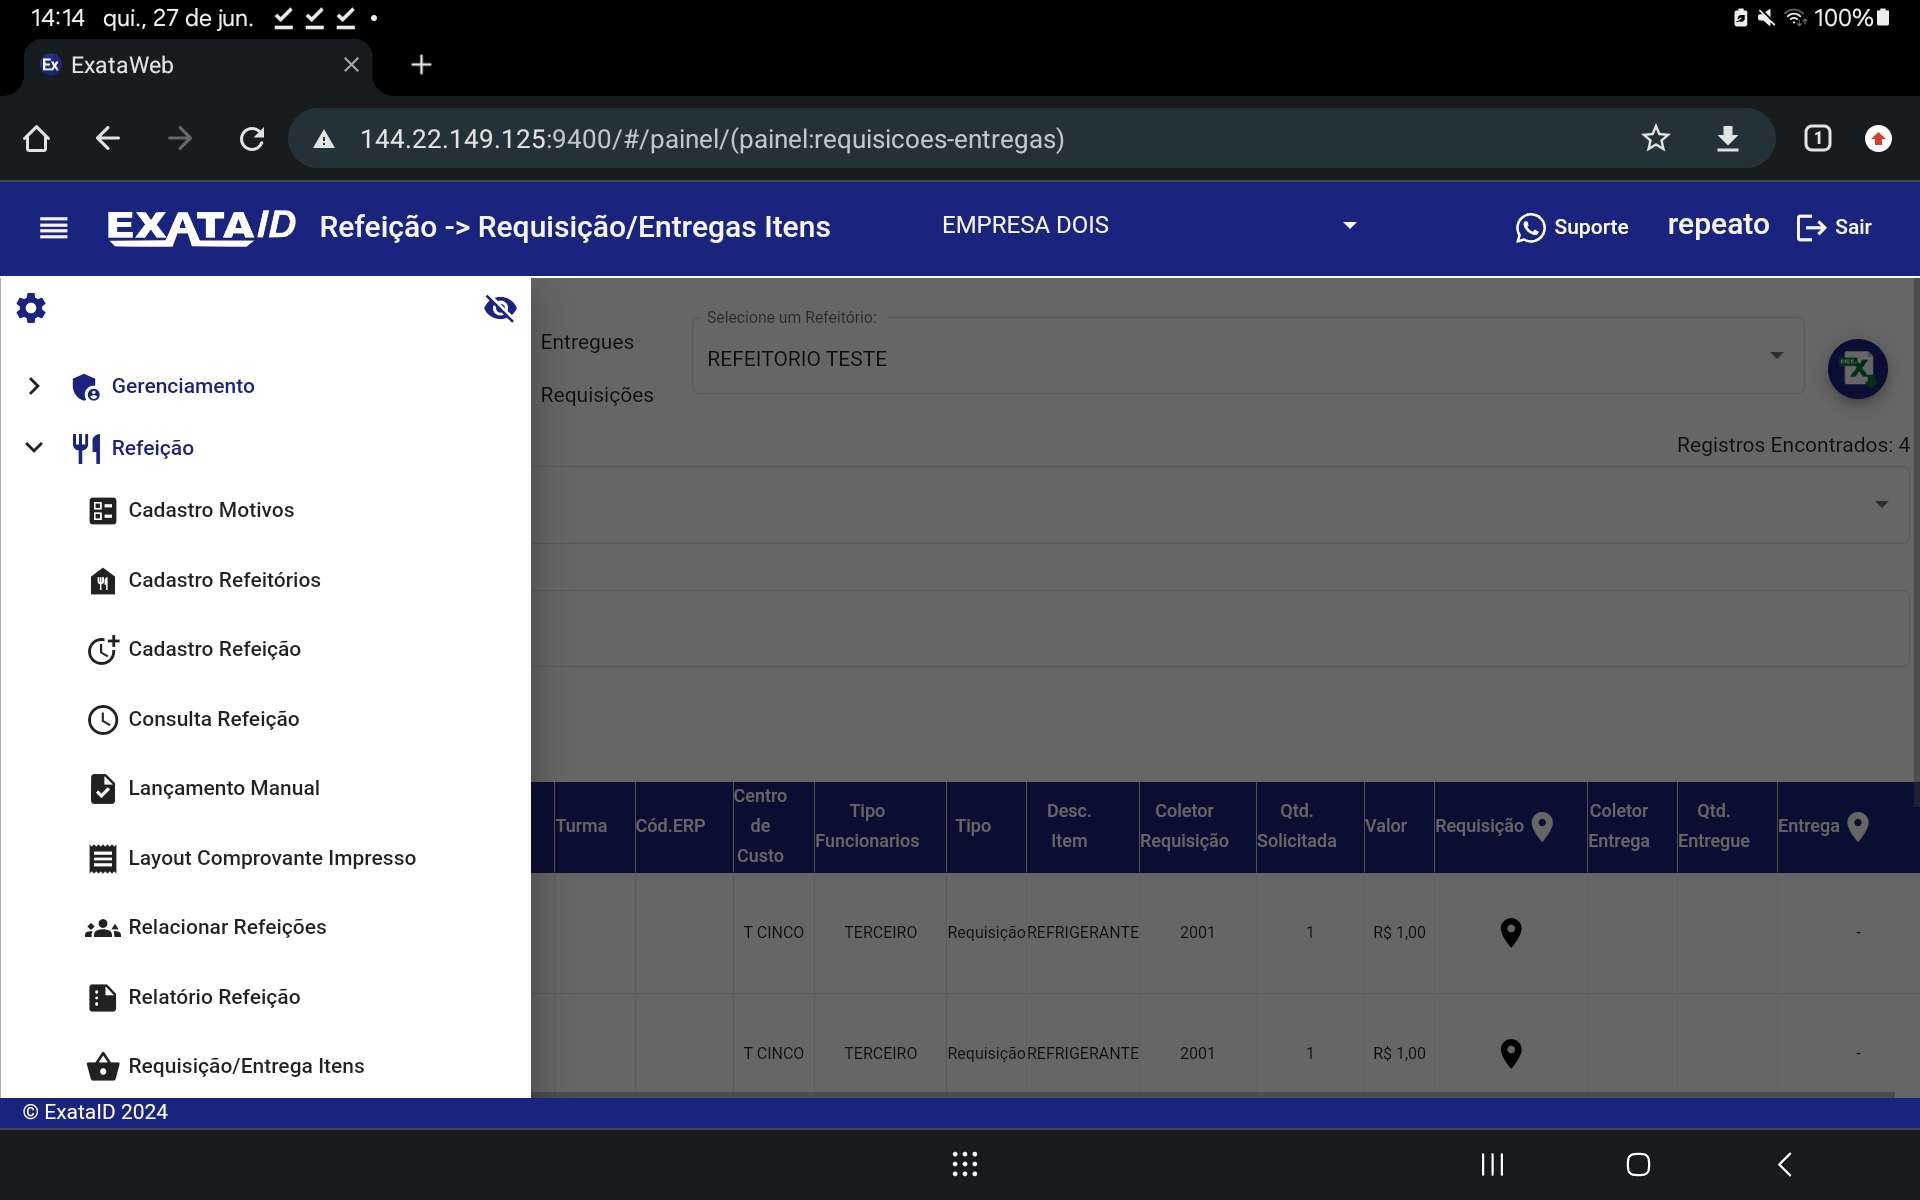 14:14 qui., 27 de jun. 100%
Ex ExataWeb
144.22.149.125:9400/#/painel/(painel:requisicoes-entregas) 1
EXATAID Refeição -> Requisição/Entregas Itens EMPRESA DOIS Suporte repeato Sair
Gerenciamento
Refeição
Cadastro Motivos
Cadastro Refeitórios
Cadastro Refeição
Consulta Refeição
Lançamento Manual
Layout Comprovante Impresso
Relacionar Refeições
Relatório Refeição
Requisição/Entrega Itens
Entregues
Requisições
Selecione um Refeitório:
REFEITORIO TESTE
Registros Encontrados: 4
Turma Cód.ERP Centro de Custo Tipo Funcionarios Tipo Desc. Item Coletor Requisição Qtd. Solicitada Valor Requisição Coletor Entrega Qtd. Entregue Entrega
T CINCO TERCEIRO Requisição REFRIGERANTE 2001 1 R$ 1,00 -
T CINCO TERCEIRO Requisição REFRIGERANTE 2001 1 R$ 1,00 -
© ExataID 2024